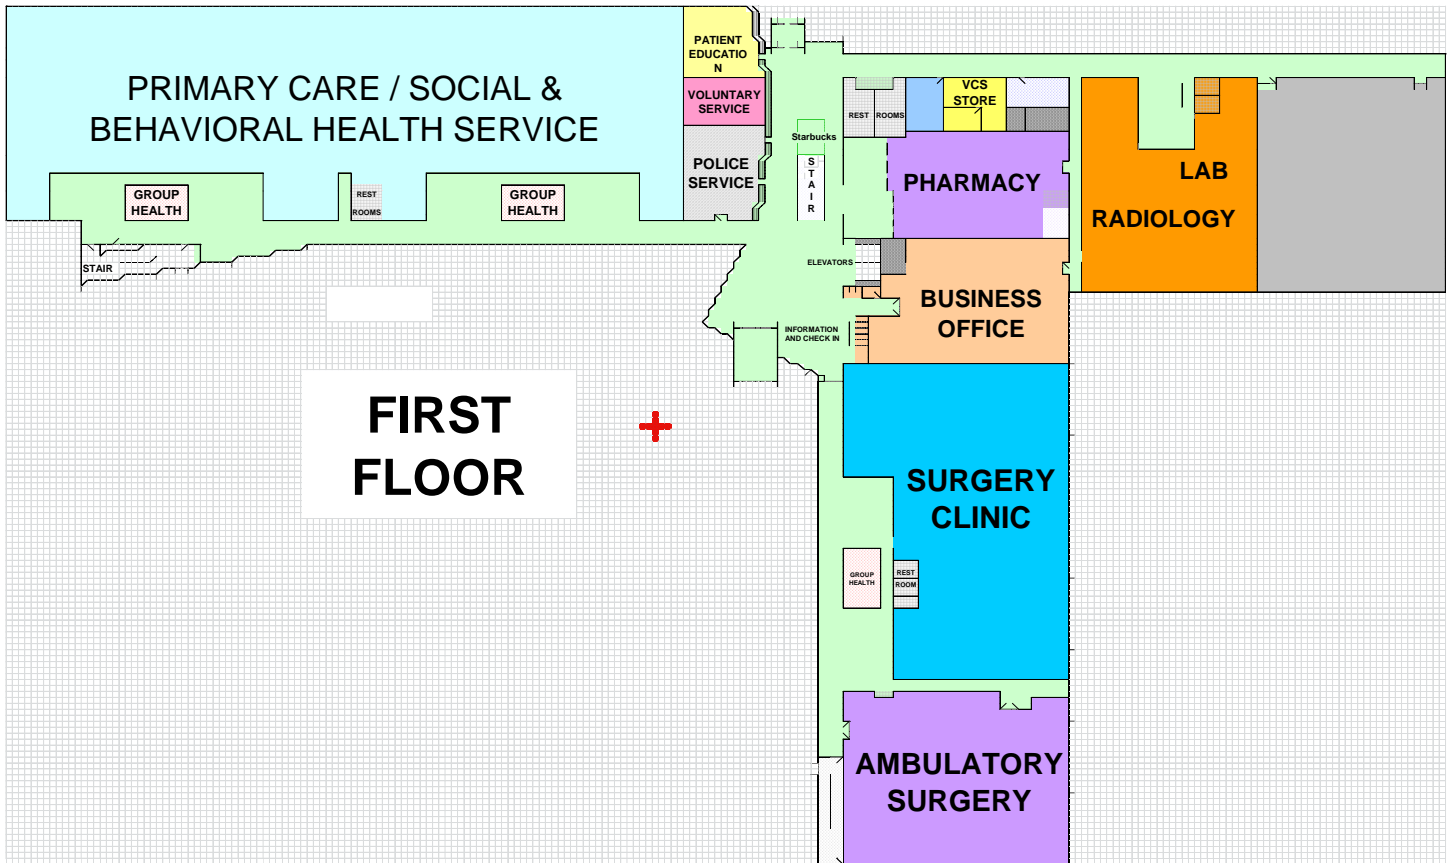 PRIMARY CARE / SOCIAL &
BEHAVIORAL HEALTH SERVICE
PATIENT
EDUCATIO
N
VOLUNTARY
SERVICE
POLICE
SERVICE
GROUP
HEALTH
REST
ROOMS
GROUP
HEALTH
STAIR
Starbucks
S
T
A
I
R
REST ROOMS
VCS
STORE
PHARMACY
LAB
RADIOLOGY
ELEVATORS
BUSINESS
OFFICE
INFORMATION
AND CHECK IN
FIRST
FLOOR
SURGERY
CLINIC
GROUP
HEALTH
REST
ROOM
AMBULATORY
SURGERY